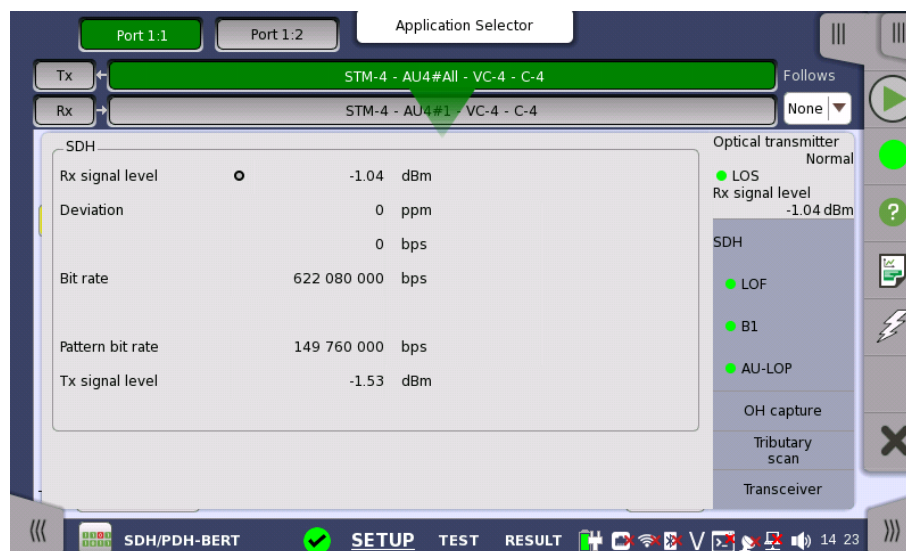 Port 1:1
Port 1:2
Application Selector
Tx
STM-4 - AU4#All - VC-4 - C-4
Follows
Rx
STM-4 - AU4#1 - VC-4 - C-4
None
SDH
Rx signal level -1.04 dBm
Deviation 0 ppm
0 bps
Bit rate 622 080 000 bps
Pattern bit rate 149 760 000 bps
Tx signal level -1.53 dBm
Optical transmitter
Normal
LOS
Rx signal level
-1.04 dBm
SDH
LOF
B1
AU-LOP
OH capture
Tributary
scan
Transceiver
SDH/PDH-BERT
SETUP
TEST
RESULT
V
14 23